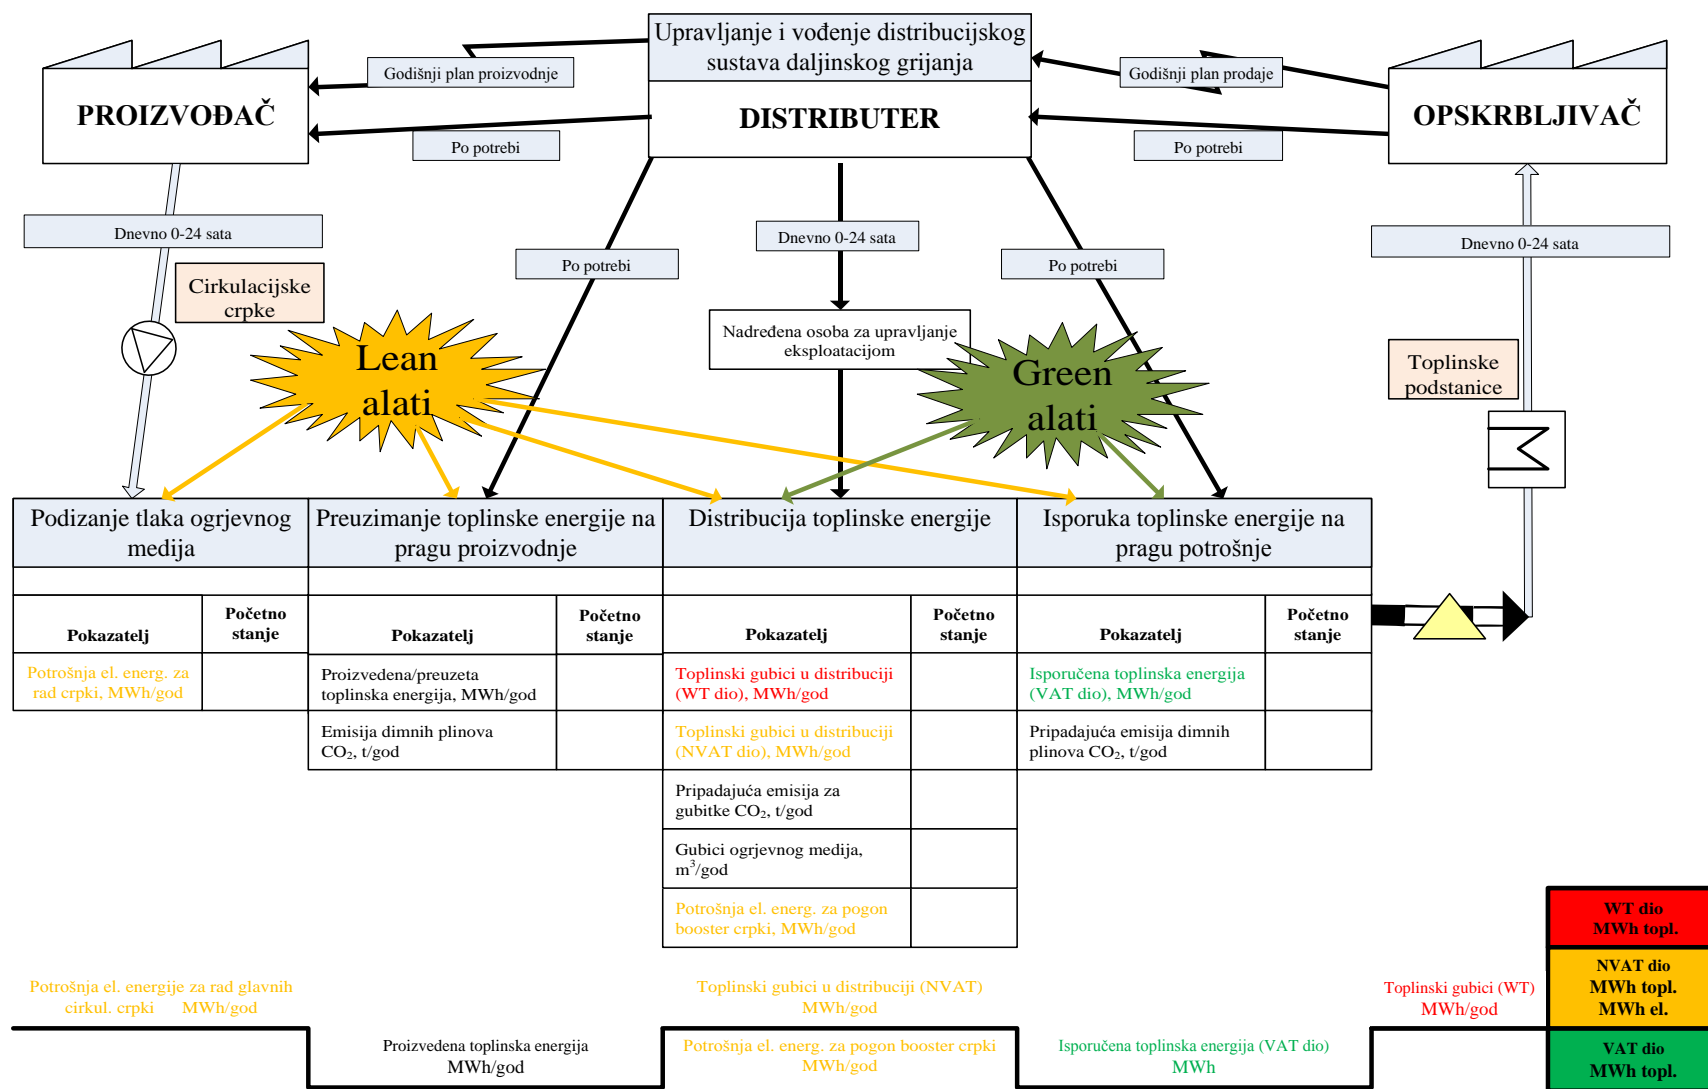 Upravljanje i vođenje distribucijskog
sustava daljinskog grijanja
Godišnji plan proizvodnje
Godišnji plan prodaje
PROIZVOĐAČ
DISTRIBUTER
OPSKRBLJIVAČ
Po potrebi
Po potrebi
Dnevno 0-24 sata
Dnevno 0-24 sata
Dnevno 0-24 sata
Po potrebi
Po potrebi
Cirkulacijske
crpke
Nadređena osoba za upravljanje
eksploatacijom
Lean
alati
Green
alati
Toplinske
podstanice
Podizanje tlaka ogrjevnog
medija
Preuzimanje toplinske energije na
pragu proizvodnje
Distribucija toplinske energije
Isporuka toplinske energije na
pragu potrošnje
Pokazatelj
Početno
stanje
Pokazatelj
Početno
stanje
Pokazatelj
Početno
stanje
Pokazatelj
Početno
stanje
Potrošnja el. energ. za
rad crpki, MWh/god
Proizvedena/preuzeta
toplinska energija, MWh/god
Toplinski gubici u distribuciji
(WT dio), MWh/god
Isporučena toplinska energija
(VAT dio), MWh/god
Emisija dimnih plinova
CO₂, t/god
Toplinski gubici u distribuciji
(NVAT dio), MWh/god
Pripadajuća emisija dimnih
plinova CO₂, t/god
Pripadajuća emisija za
gubitke CO₂, t/god
Gubici ogrjevnog medija,
m³/god
Potrošnja el. energ. za pogon
booster crpki, MWh/god
WT dio
MWh topl.
NVAT dio
MWh topl.
MWh el.
VAT dio
MWh topl.
Potrošnja el. energije za rad glavnih
cirkul. crpki MWh/god
Toplinski gubici u distribuciji (NVAT)
MWh/god
Toplinski gubici (WT)
MWh/god
Proizvedena toplinska energija
MWh/god
Potrošnja el. energ. za pogon booster crpki
MWh/god
Isporučena toplinska energija (VAT dio)
MWh